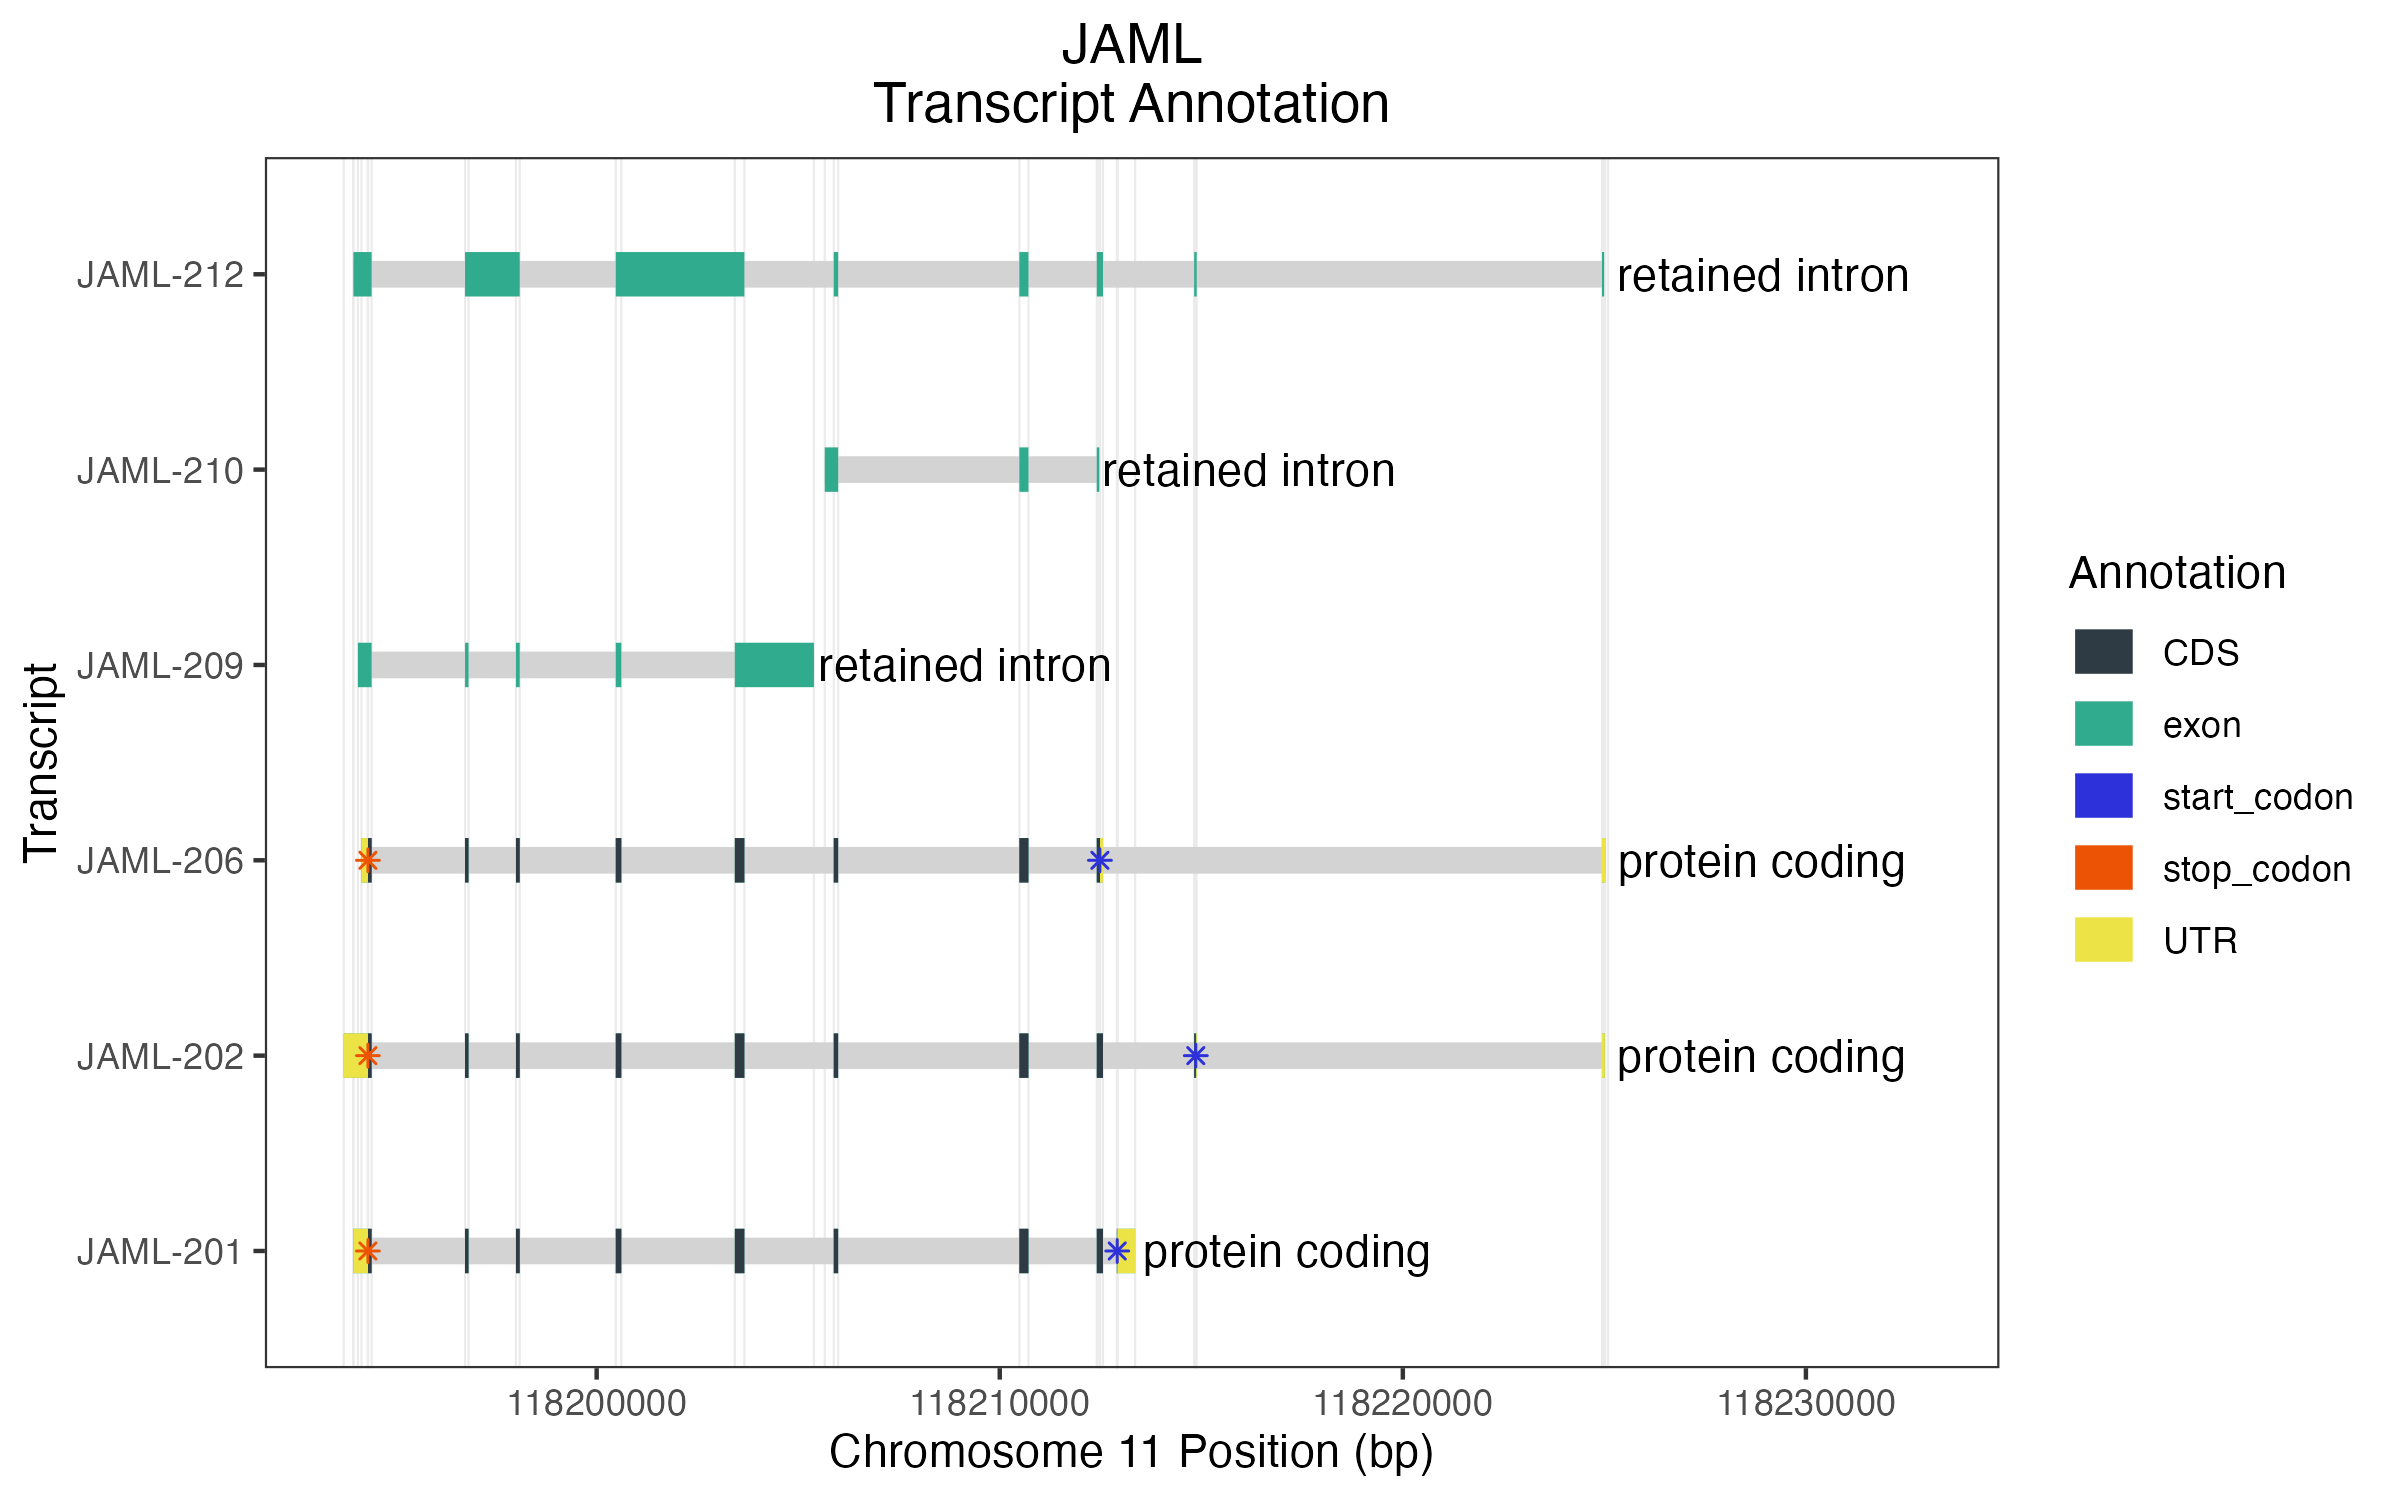 JAML
Transcript Annotation
Transcript
JAML-212
retained intron
JAML-210
retained intron
JAML-209
retained intron
JAML-206
protein coding
JAML-202
protein coding
JAML-201
protein coding
118200000
118210000
118220000
118230000
Chromosome 11 Position (bp)
Annotation
CDS
exon
start_codon
stop_codon
UTR